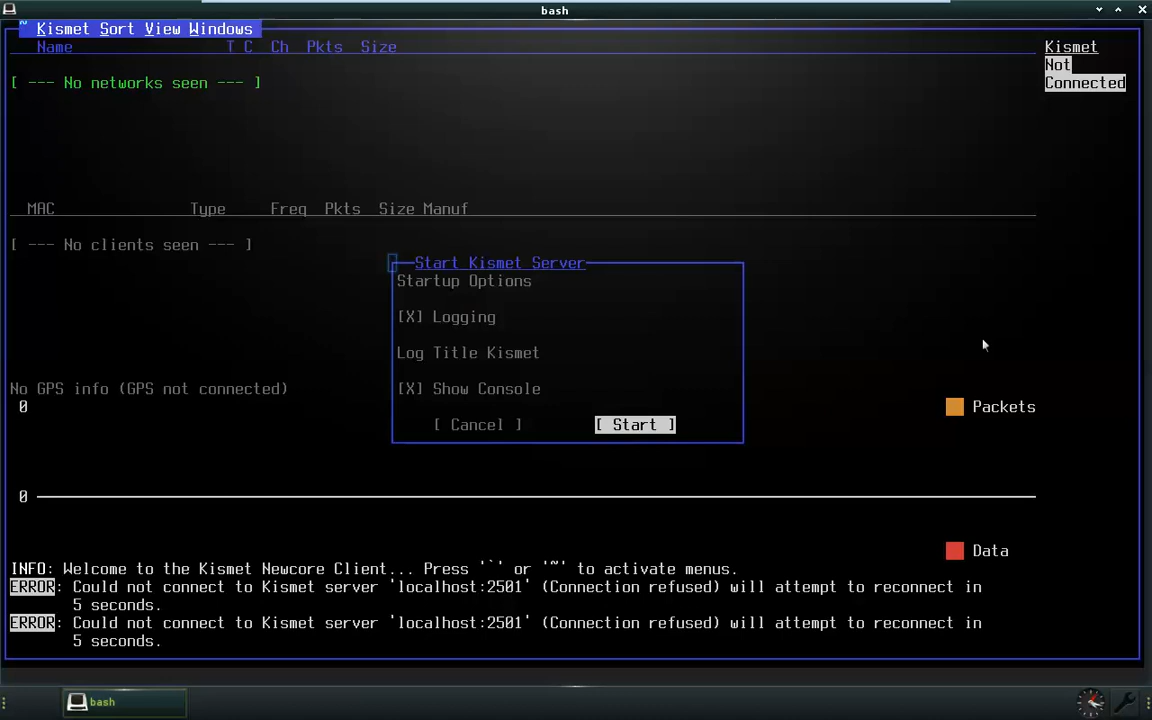 bash
~ Kismet Sort View Windows
Name T C Ch Pkts Size
Kismet
Not
Connected
[ --- No networks seen --- ]
MAC Type Freq Pkts Size Manuf
[ --- No clients seen --- ]
Start Kismet Server
Startup Options
[X] Logging
Log Title Kismet
[X] Show Console
[ Cancel ] [ Start ]
No GPS info (GPS not connected)
0
Packets
0
Data
INFO: Welcome to the Kismet Newcore Client... Press '`' or '~' to activate menus.
ERROR: Could not connect to Kismet server 'localhost:2501' (Connection refused) will attempt to reconnect in
5 seconds.
ERROR: Could not connect to Kismet server 'localhost:2501' (Connection refused) will attempt to reconnect in
5 seconds.
bash